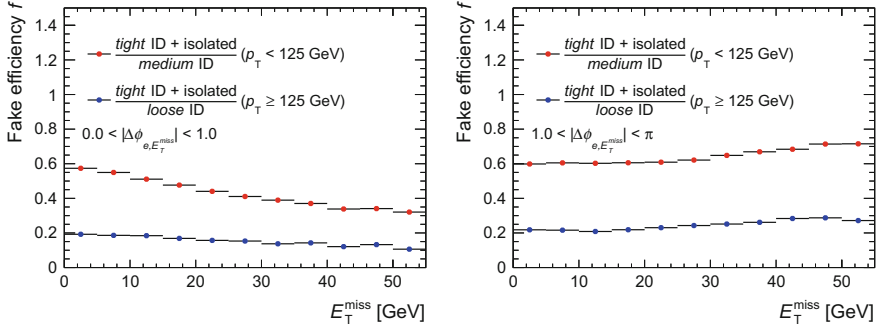 Fake efficiency f
1.4
1.2
1
0.8
0.6
0.4
0.2
0
tight ID + isolated
medium ID
(p_T < 125 GeV)
tight ID + isolated
loose ID
(p_T ≥ 125 GeV)
0.0 < |Δϕ_{e,E_T^{miss}}| < 1.0
0 10 20 30 40 50
E_T^{miss} [GeV]
Fake efficiency f
1.4
1.2
1
0.8
0.6
0.4
0.2
0
tight ID + isolated
medium ID
(p_T < 125 GeV)
tight ID + isolated
loose ID
(p_T ≥ 125 GeV)
1.0 < |Δϕ_{e,E_T^{miss}}| < π
0 10 20 30 40 50
E_T^{miss} [GeV]